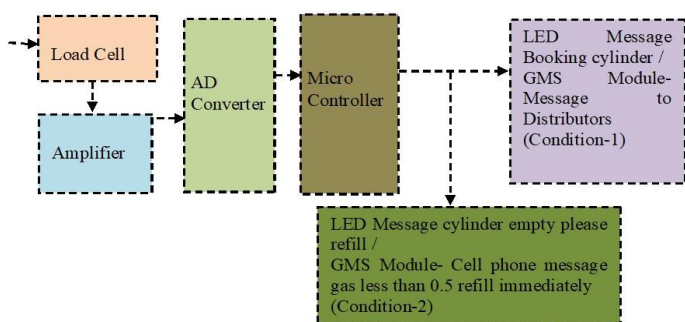 Load Cell
Amplifier
AD
Converter
Micro
Controller
LED Message
Booking cylinder /
GMS Module-
Message to
Distributors
(Condition-1)
LED Message cylinder empty please
refill /
GMS Module- Cell phone message
gas less than 0.5 refill immediately
(Condition-2)